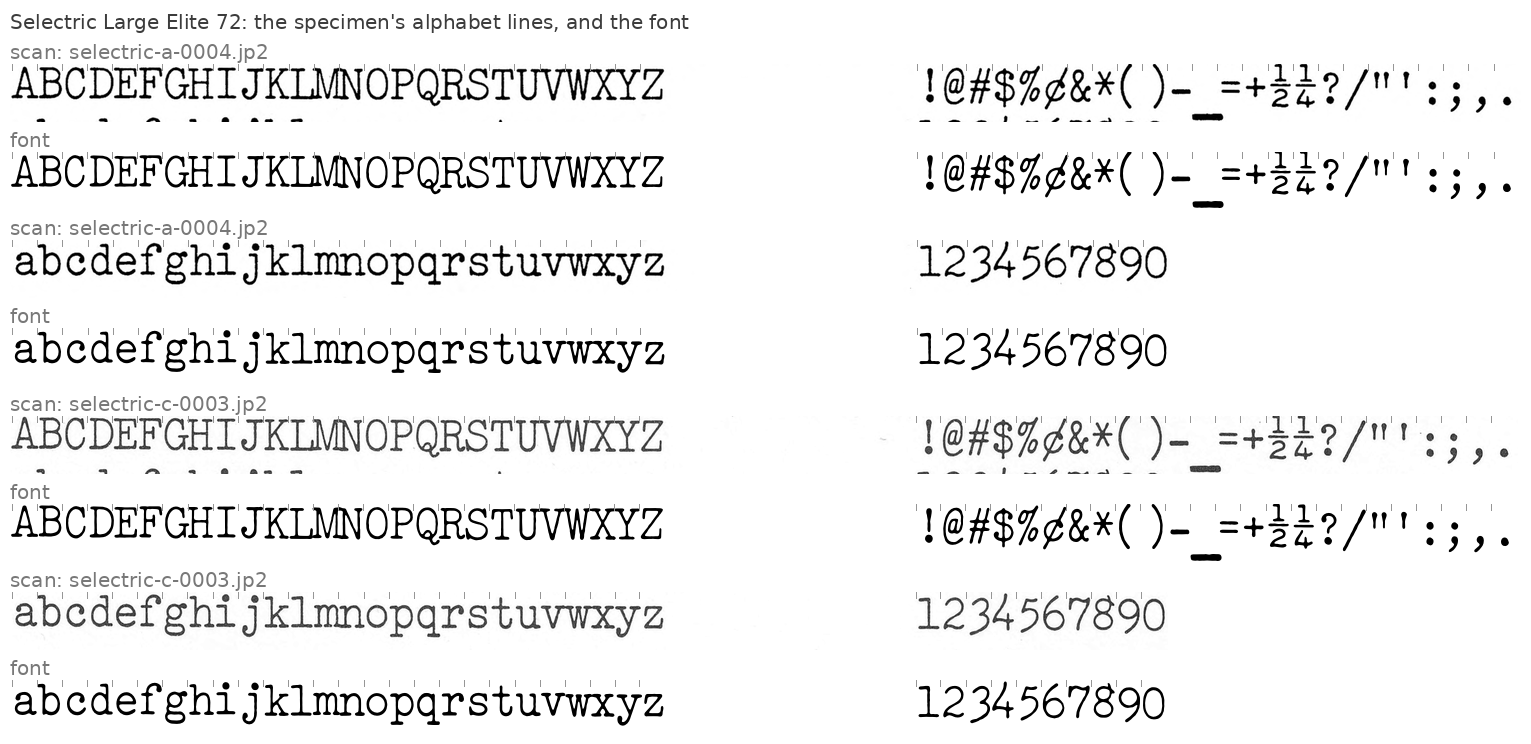 Selectric Large Elite 72: the specimen's alphabet lines, and the font
scan: selectric-a-0004.jp2
ABCDEFGHIJKLMNOPQRSTUVWXYZ !@#$%¢&*( )-_=+½¼?/"':;,.
font
ABCDEFGHIJKLMNOPQRSTUVWXYZ !@#$%¢&*( )-_=+½¼?/"':;,.
scan: selectric-a-0004.jp2
abcdefghijklmnopqrstuvwxyz 1234567890
font
abcdefghijklmnopqrstuvwxyz 1234567890
scan: selectric-c-0003.jp2
ABCDEFGHIJKLMNOPQRSTUVWXYZ !@#$%¢&*( )-_=+½¼?/"':;,.
font
ABCDEFGHIJKLMNOPQRSTUVWXYZ !@#$%¢&*( )-_=+½¼?/"':;,.
scan: selectric-c-0003.jp2
abcdefghijklmnopqrstuvwxyz 1234567890
font
abcdefghijklmnopqrstuvwxyz 1234567890